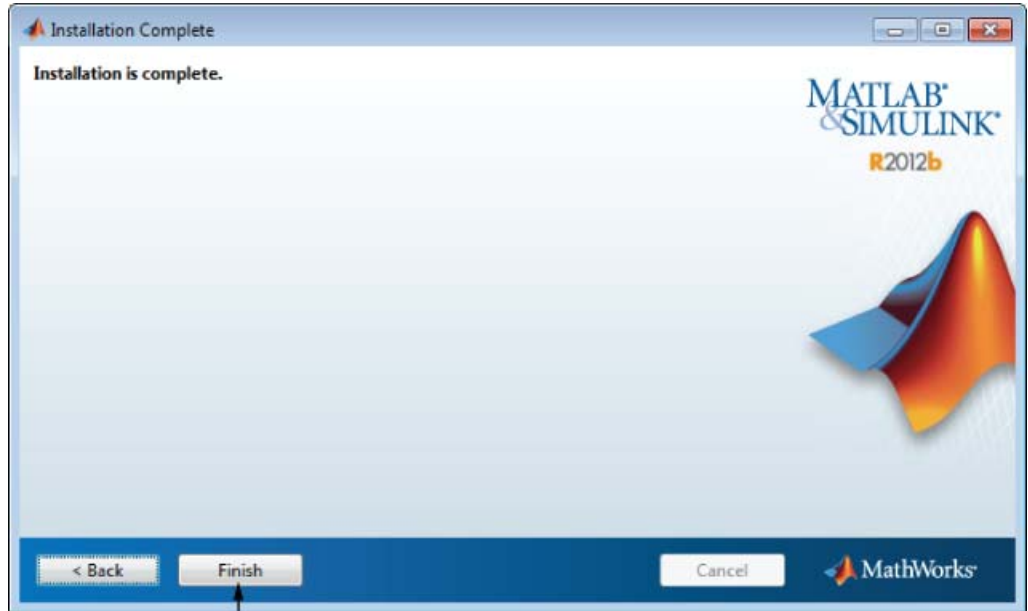 Installation Complete
Installation is complete.
MATLAB®
&SIMULINK®
R2012b
< Back
Finish
Cancel
MathWorks®